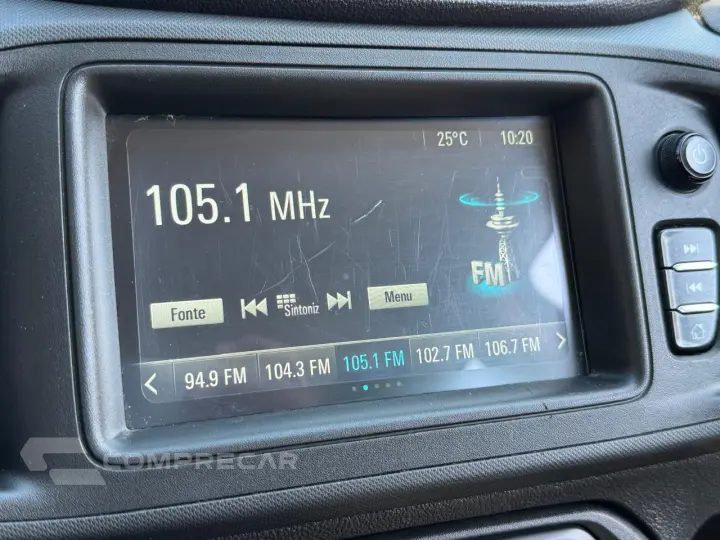 25°C 10:20
105.1 MHz
FM
Fonte Sintoniz Menu
94.9 FM 104.3 FM 105.1 FM 102.7 FM 106.7 FM
COMPRECAR